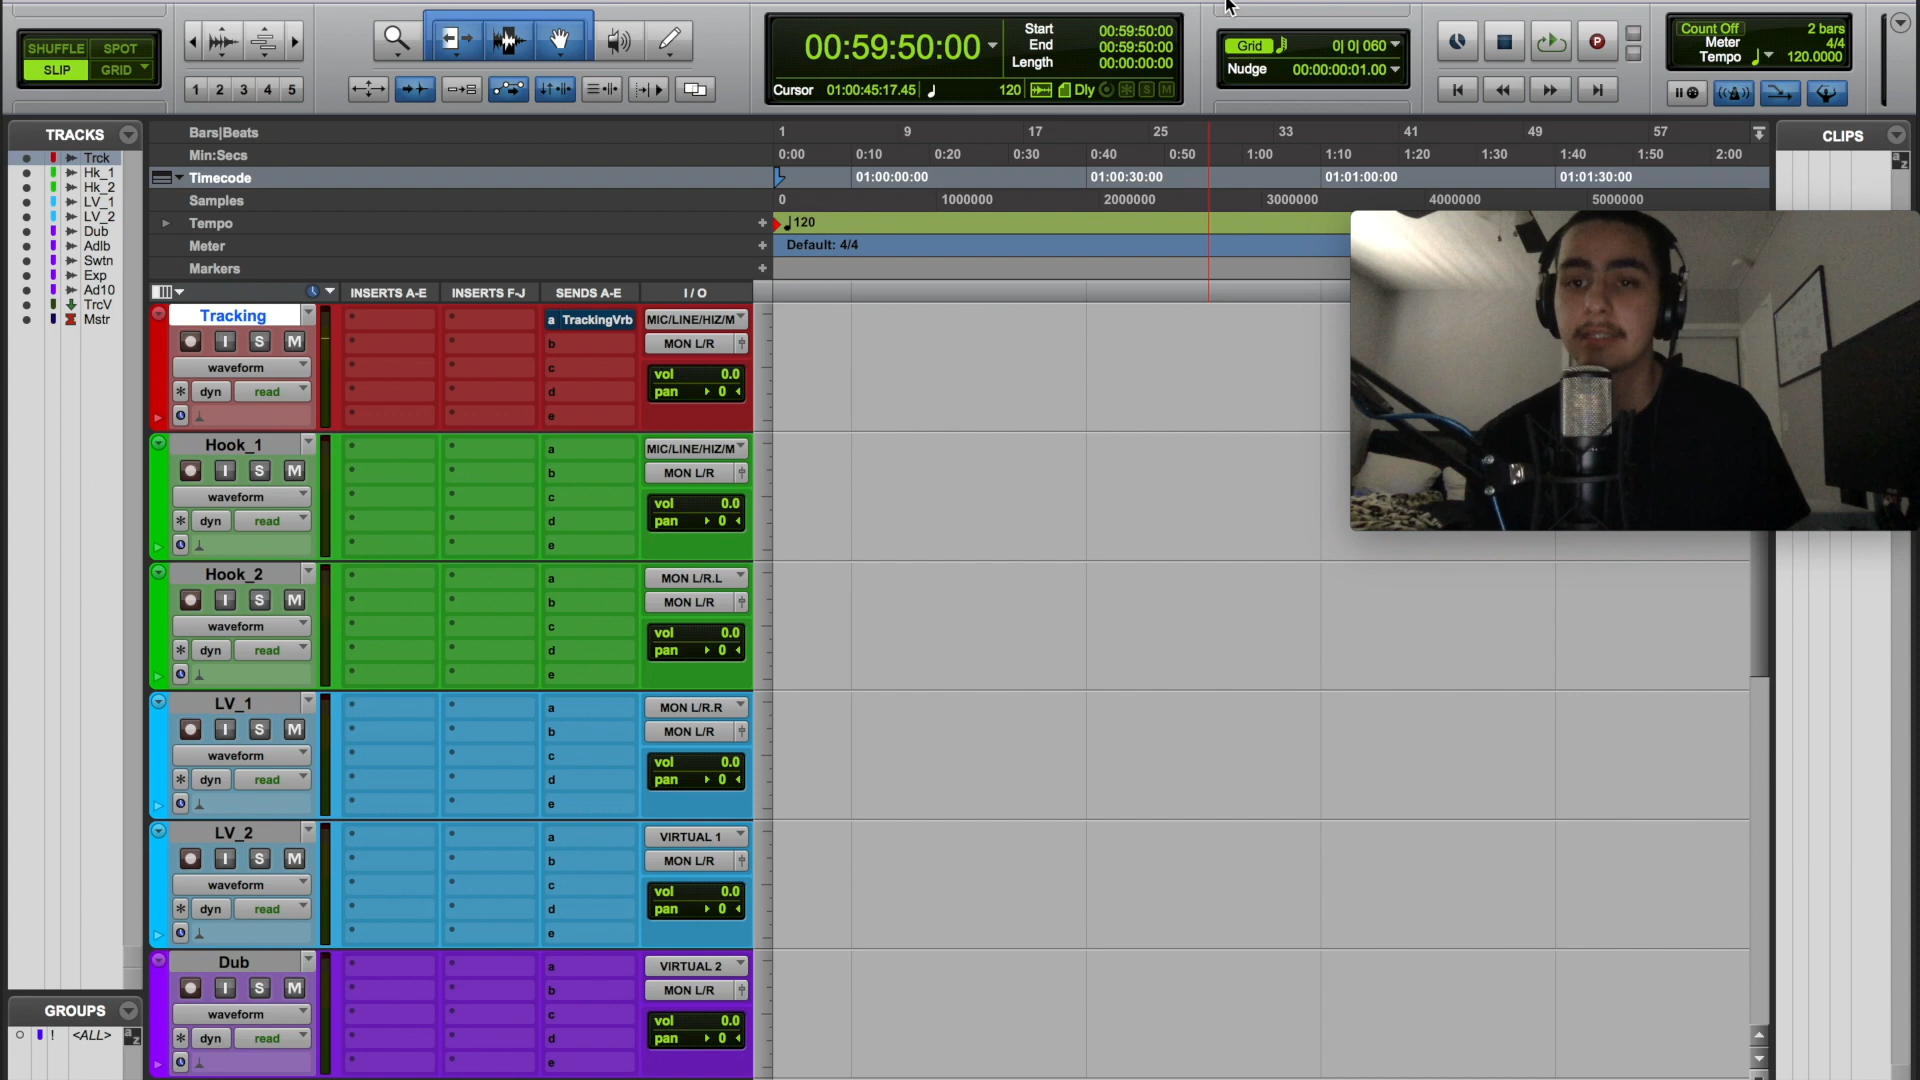 SHUFFLE SPOT
SLIP GRID
1 2 3 4 5
00:59:50:00
Start 00:59:50:00
End 00:59:50:00
Length 00:00:00:00
Cursor 01:00:45:17.45 120 Dly S M
Grid 0| 0| 060
Nudge 00:00:00:01.00
P
Count Off 2 bars
Meter 4/4
Tempo 120.0000
TRACKS
Trck
Hk_1
Hk_2
LV_1
LV_2
Dub
Adlb
Swtn
Exp
Ad10
TrcV
Mstr
GROUPS
! <ALL> a z
Bars|Beats 1 9 17 25 33 41 49 57
Min:Secs 0:00 0:10 0:20 0:30 0:40 0:50 1:00 1:10 1:20 1:30 1:40 1:50 2:00
Timecode 01:00:00:00 01:00:30:00 01:01:00:00 01:01:30:00
Samples 0 1000000 2000000 3000000 4000000 5000000
Tempo + 120
Meter + Default: 4/4
Markers +
INSERTS A-E INSERTS F-J SENDS A-E I / O
Tracking a TrackingVrb MIC/LINE/HIZ/M
I S M b MON L/R
waveform c vol 0.0
dyn read d pan 0
e
Hook_1 a MIC/LINE/HIZ/M
I S M b MON L/R
waveform c vol 0.0
dyn read d pan 0
e
Hook_2 a MON L/R.L
I S M b MON L/R
waveform c vol 0.0
dyn read d pan 0
e
LV_1 a MON L/R.R
I S M b MON L/R
waveform c vol 0.0
dyn read d pan 0
e
LV_2 a VIRTUAL 1
I S M b MON L/R
waveform c vol 0.0
dyn read d pan 0
e
Dub a VIRTUAL 2
I S M b MON L/R
waveform c vol 0.0
dyn read d pan 0
e
CLIPS
a z